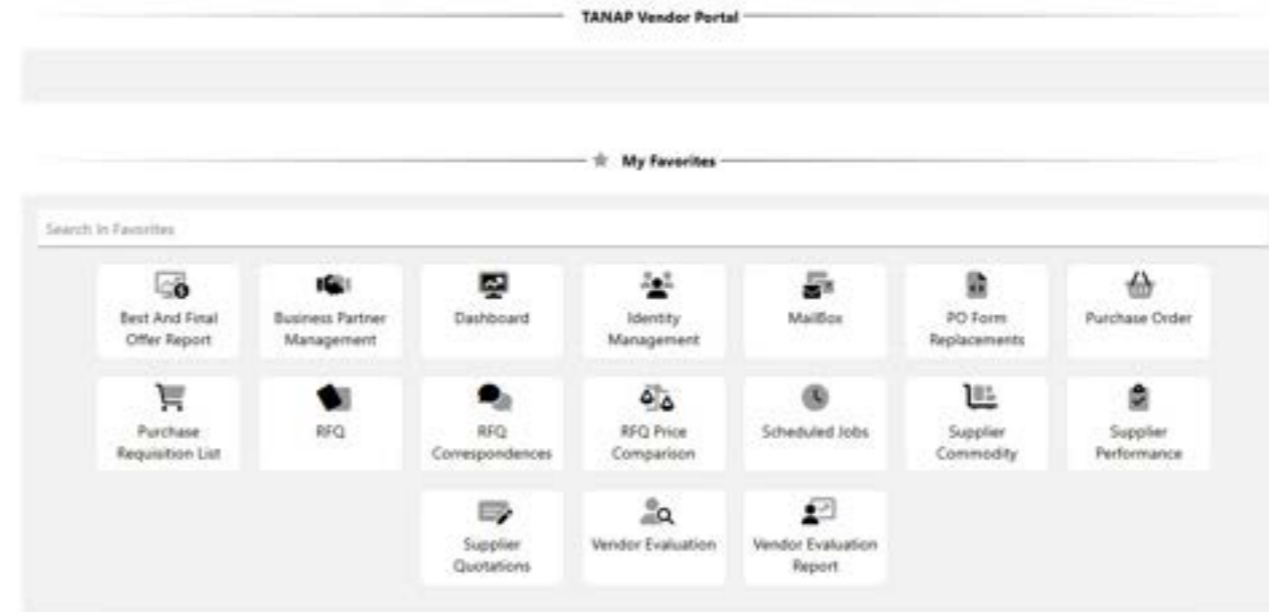 TANAP Vendor Portal
My Favorites
Search In Favorites
Best And Final
Offer Report
Business Partner
Management
Dashboard
Identity
Management
MailBox
PO Form
Replacements
Purchase Order
Purchase
Requisition List
RFQ
RFQ
Correspondences
RFQ Price
Comparison
Scheduled Jobs
Supplier
Commodity
Supplier
Performance
Supplier
Quotations
Vendor Evaluation
Vendor Evaluation
Report